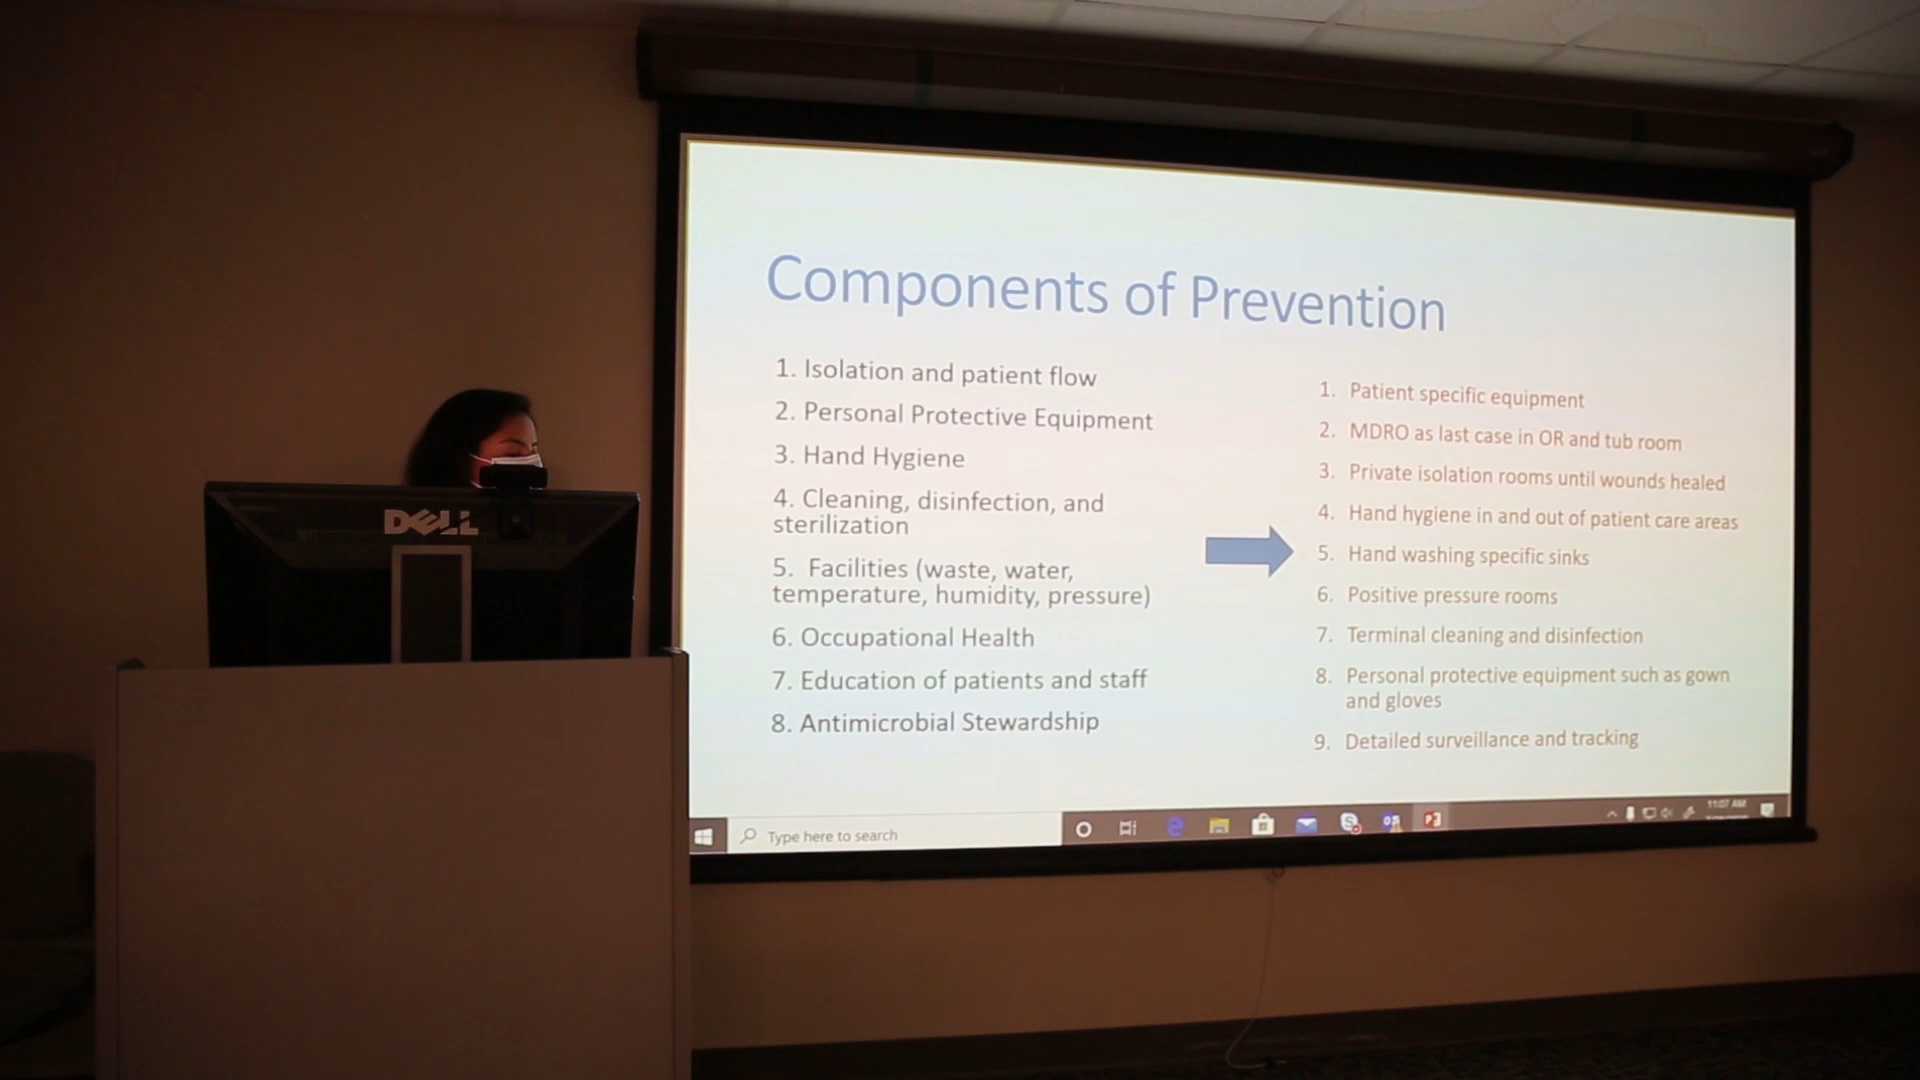 Components of Prevention
1. Isolation and patient flow
2. Personal Protective Equipment
3. Hand Hygiene
4. Cleaning, disinfection, and
sterilization
5. Facilities (waste, water,
temperature, humidity, pressure)
6. Occupational Health
7. Education of patients and staff
8. Antimicrobial Stewardship
1. Patient specific equipment
2. MDRO as last case in OR and tub room
3. Private isolation rooms until wounds healed
4. Hand hygiene in and out of patient care areas
5. Hand washing specific sinks
6. Positive pressure rooms
7. Terminal cleaning and disinfection
8. Personal protective equipment such as gown
and gloves
9. Detailed surveillance and tracking
Type here to search
11:07 AM
DELL